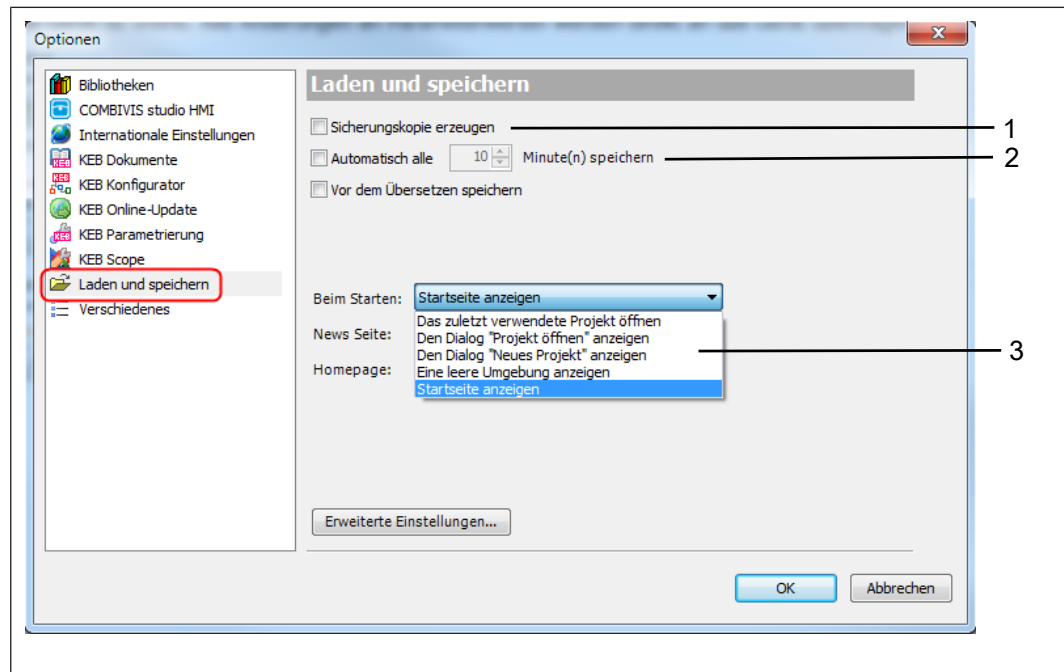 Optionen
Bibliotheken
COMBIVIS studio HMI
Internationale Einstellungen
KEB Dokumente
KEB Konfigurator
KEB Online-Update
KEB Parametrierung
KEB Scope
Laden und speichern
Verschiedenes
Laden und speichern
Sicherungskopie erzeugen
1
Automatisch alle 10 Minute(n) speichern
2
Vor dem Übersetzen speichern
Beim Starten: Startseite anzeigen
Das zuletzt verwendete Projekt öffnen
News Seite:
Den Dialog "Projekt öffnen" anzeigen
Den Dialog "Neues Projekt" anzeigen
3
Homepage:
Eine leere Umgebung anzeigen
Startseite anzeigen
Erweiterte Einstellungen...
OK
Abbrechen